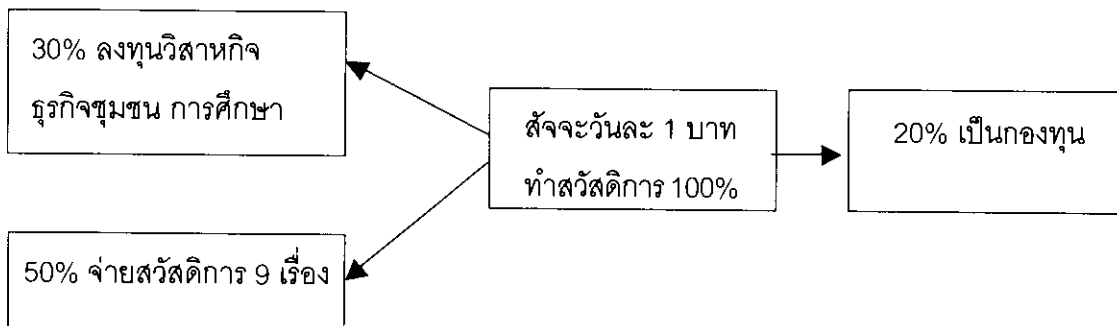 30% ลงทุนวิสาหกิจ
ธุรกิจชุมชน การศึกษา
สัจจะวันละ 1 บาท
ทำสวัสดิการ 100%
20% เป็นกองทุน
50% จ่ายสวัสดิการ 9 เรื่อง